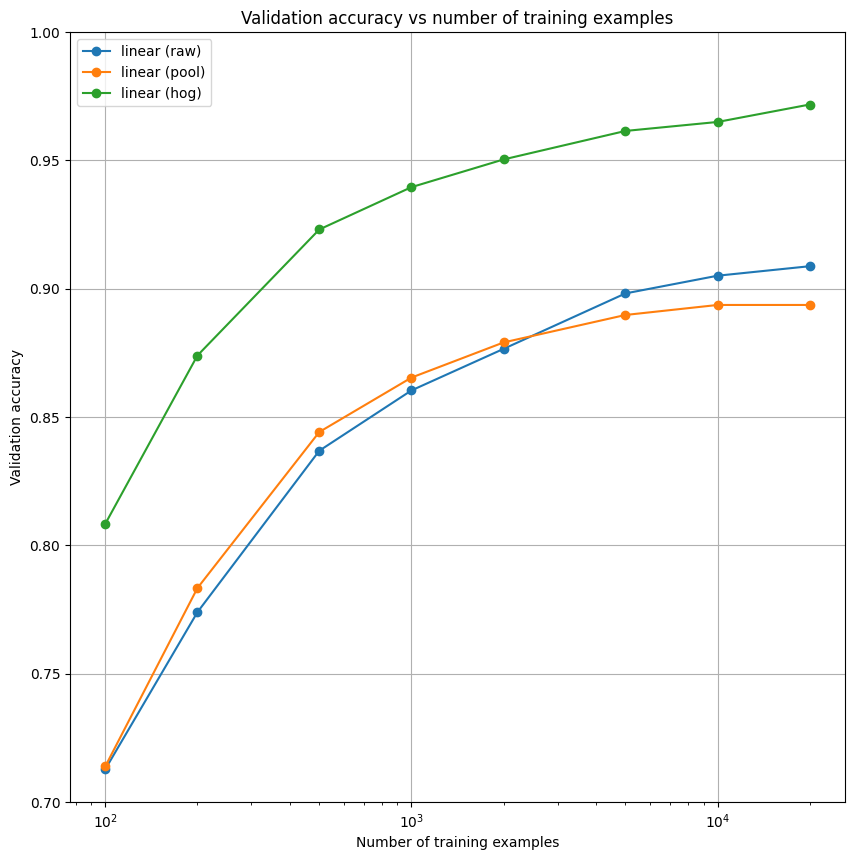 Validation accuracy vs number of training examples
linear (raw)
linear (pool)
linear (hog)
Validation accuracy
1.00
0.95
0.90
0.85
0.80
0.75
0.70
10²
10³
10⁴
Number of training examples